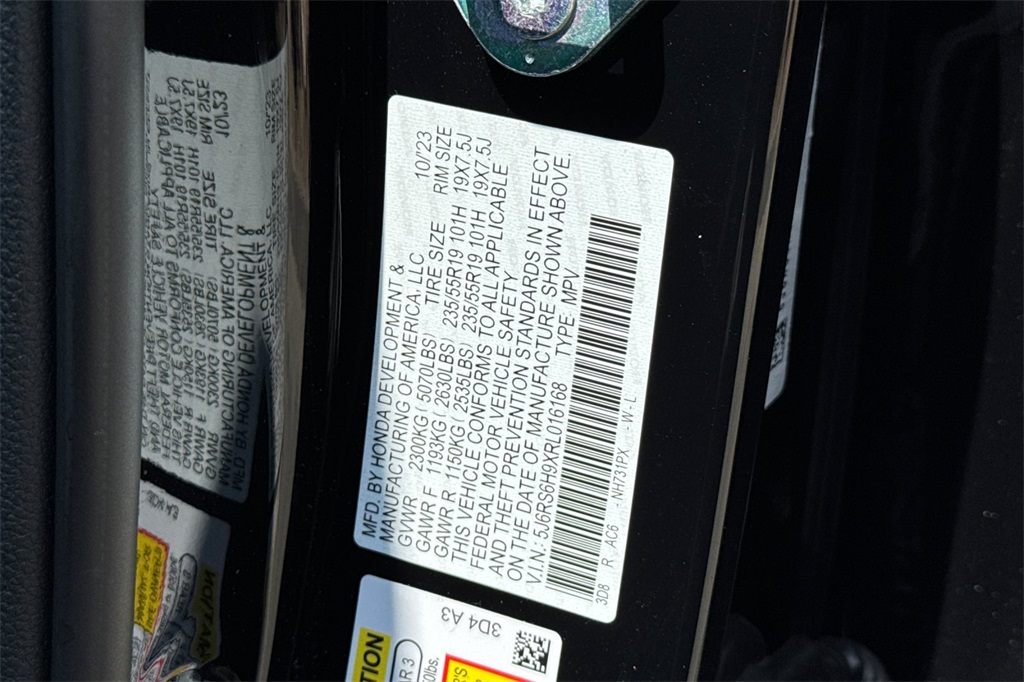 MFD. BY HONDA DEVELOPMENT &
MANUFACTURING OF AMERICA, LLC 10/23
GVWR 2300KG ( 5070LBS) TIRE SIZE RIM SIZE
GAWR F 1193KG ( 2630LBS) 235/55R19 101H 19X7.5J
GAWR R 1150KG ( 2535LBS) 235/55R19 101H 19X7.5J
THIS VEHICLE CONFORMS TO ALL APPLICABLE
FEDERAL MOTOR VEHICLE SAFETY
AND THEFT PREVENTION STANDARDS IN EFFECT
ON THE DATE OF MANUFACTURE SHOWN ABOVE.
V.I.N.: 5J6RS6H9XRL016168 TYPE: MPV
3D8 R AC6 - NH731PX - W - L
3D4 A3